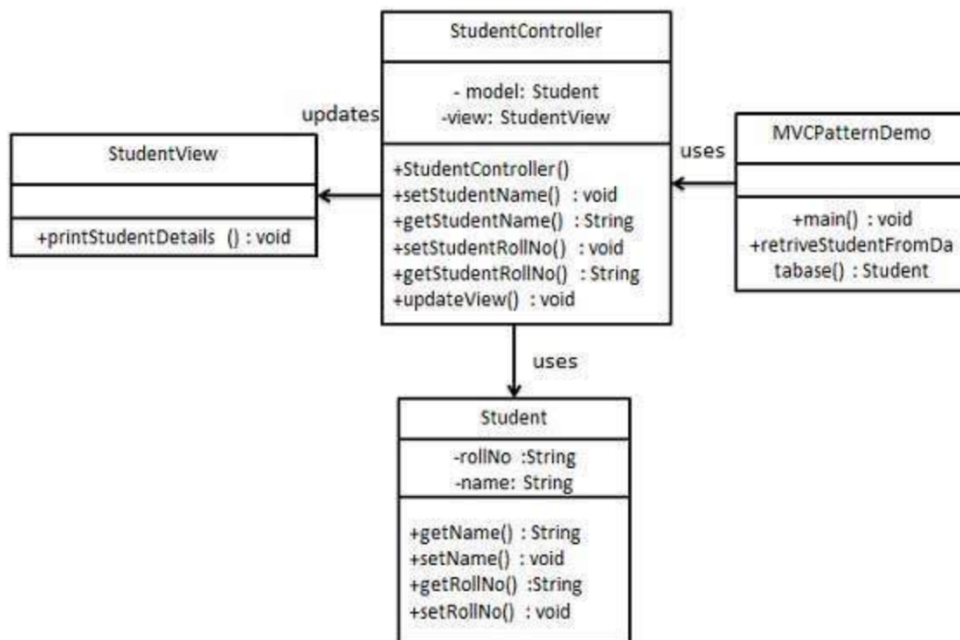 StudentController
- model: Student
-view: StudentView
+StudentController()
+setStudentName() : void
+getStudentName() : String
+setStudentRollNo() : void
+getStudentRollNo() : String
+updateView() : void
updates
StudentView
+printStudentDetails () : void
uses
MVCPatternDemo
+main() : void
+retriveStudentFromDa
tabase() : Student
uses
Student
-rollNo :String
-name: String
+getName() : String
+setName() : void
+getRollNo() :String
+setRollNo() : void